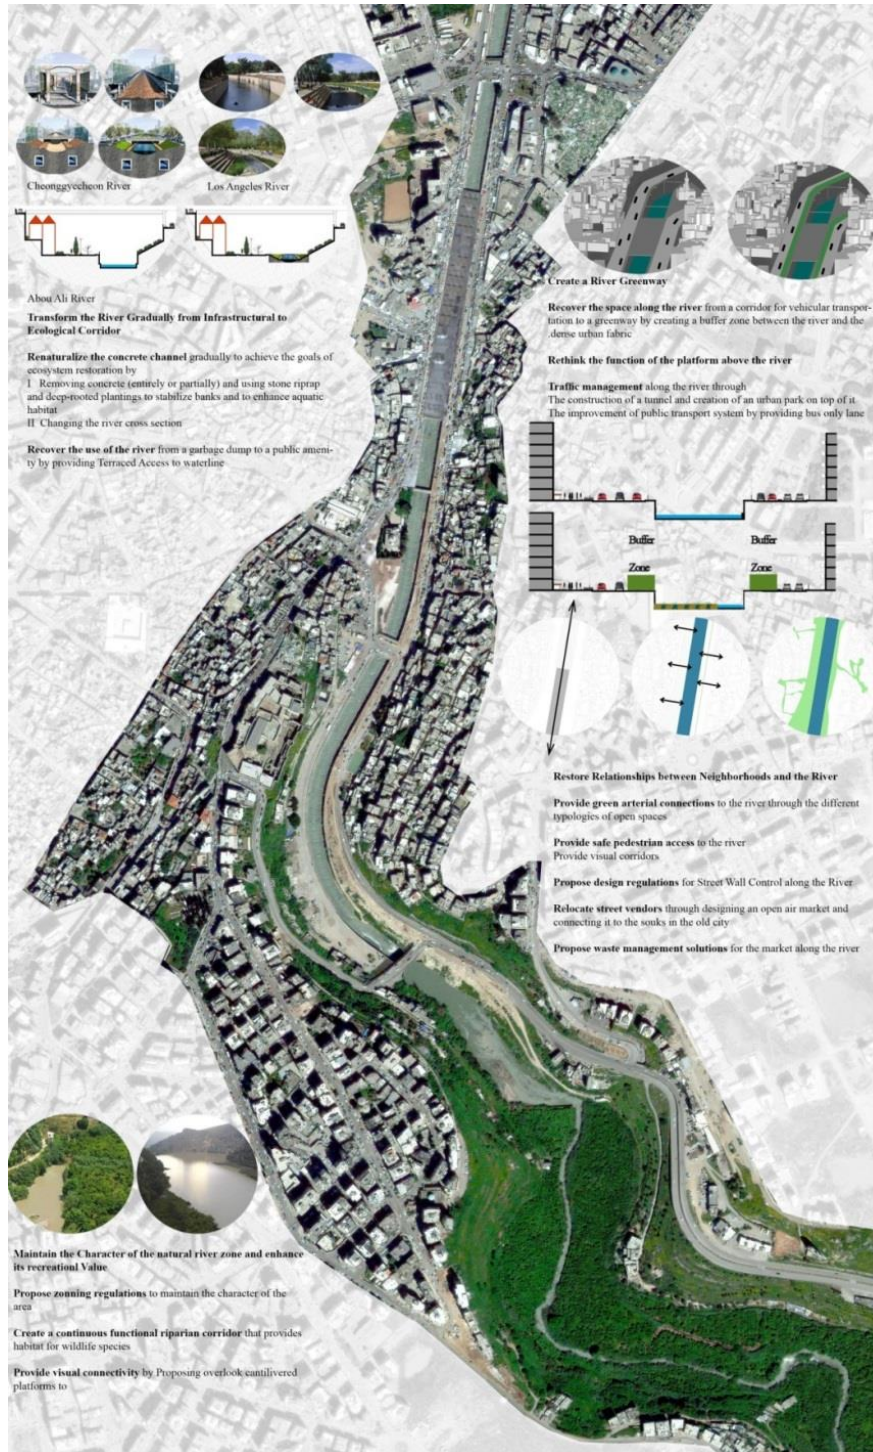 Cheonggyecheon River
Los Angeles River
Abou Ali River
Transform the River Gradually from Infrastructural to
Ecological Corridor
Renaturalize the concrete channel gradually to achieve the goals of
ecosystem restoration by
I Removing concrete (entirely or partially) and using stone riprap
and deep-rooted plantings to stabilize banks and to enhance aquatic
habitat
II Changing the river cross section
Recover the use of the river from a garbage dump to a public ameni-
ty by providing Terraced Access to waterline
Create a River Greenway
Recover the space along the river from a corridor for vehicular transpor-
tation to a greenway by creating a buffer zone between the river and the
.dense urban fabric
Rethink the function of the platform above the river
Traffic management along the river through
The construction of a tunnel and creation of an urban park on top of it
The improvement of public transport system by providing bus only lane
Buffer
Zone
Buffer
Zone
Restore Relationships between Neighborhoods and the River
Provide green arterial connections to the river through the different
typologies of open spaces
Provide safe pedestrian access to the river
Provide visual corridors
Propose design regulations for Street Wall Control along the River
Relocate street vendors through designing an open air market and
connecting it to the souks in the old city
Propose waste management solutions for the market along the river
Maintain the Character of the natural river zone and enhance
its recreationl Value
Propose zonning regulations to maintain the character of the
area
Create a continuous functional riparian corridor that provides
habitat for wildlife species
Provide visual connectivity by Proposing overlook cantilivered
platforms to